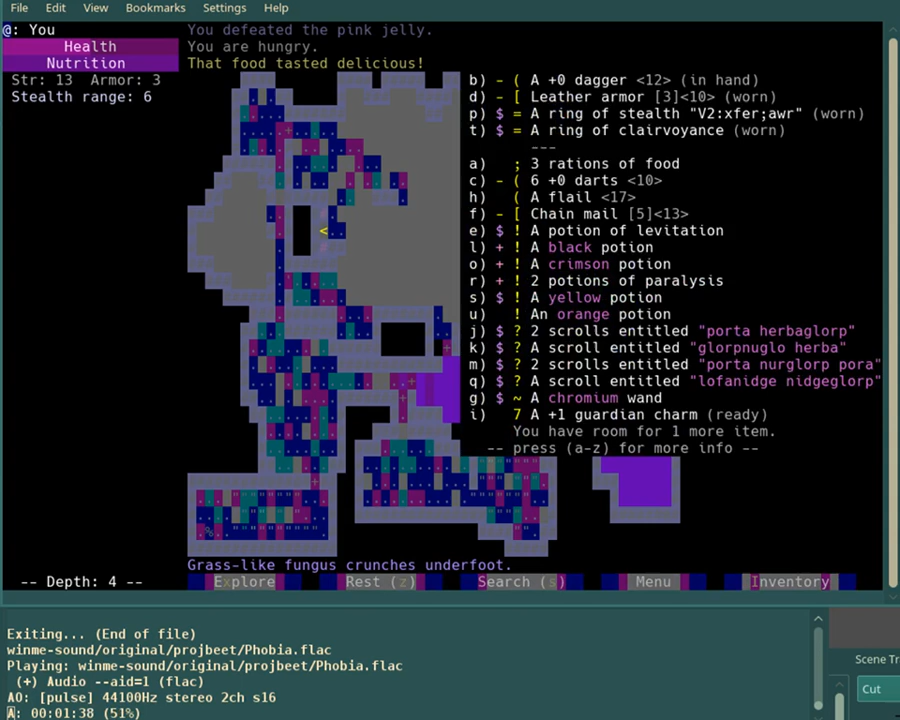 File Edit View Bookmarks Settings Help
@: You
Health
Nutrition
Str: 13 Armor: 3
Stealth range: 6
You defeated the pink jelly.
You are hungry.
That food tasted delicious!
b) - ( A +0 dagger <12> (in hand)
d) - [ Leather armor [3]<10> (worn)
p) $ = A ring of stealth "V2:xfer;awr" (worn)
t) $ = A ring of clairvoyance (worn)
---
a) ; 3 rations of food
c) - ( 6 +0 darts <10>
h) ( A flail <17>
f) - [ Chain mail [5]<13>
e) $ ! A potion of levitation
l) + ! A black potion
o) + ! A crimson potion
r) + ! 2 potions of paralysis
s) $ ! A yellow potion
u) ! An orange potion
j) $ ? 2 scrolls entitled "porta herbaglorp"
k) $ ? A scroll entitled "glorpnuglo herba"
m) $ ? 2 scrolls entitled "porta nurglorp pora"
q) $ ? A scroll entitled "lofanidge nidgeglorp"
g) $ ~ A chromium wand
i) 7 A +1 guardian charm (ready)
You have room for 1 more item.
-- press (a-z) for more info --
Grass-like fungus crunches underfoot.
-- Depth: 4 --
Explore Rest (z) Search (s) Menu Inventory
Exiting... (End of file)
winme-sound/original/projbeet/Phobia.flac
Playing: winme-sound/original/projbeet/Phobia.flac
(+) Audio --aid=1 (flac)
AO: [pulse] 44100Hz stereo 2ch s16
A: 00:01:38 (51%)
Scene Tr
Cut